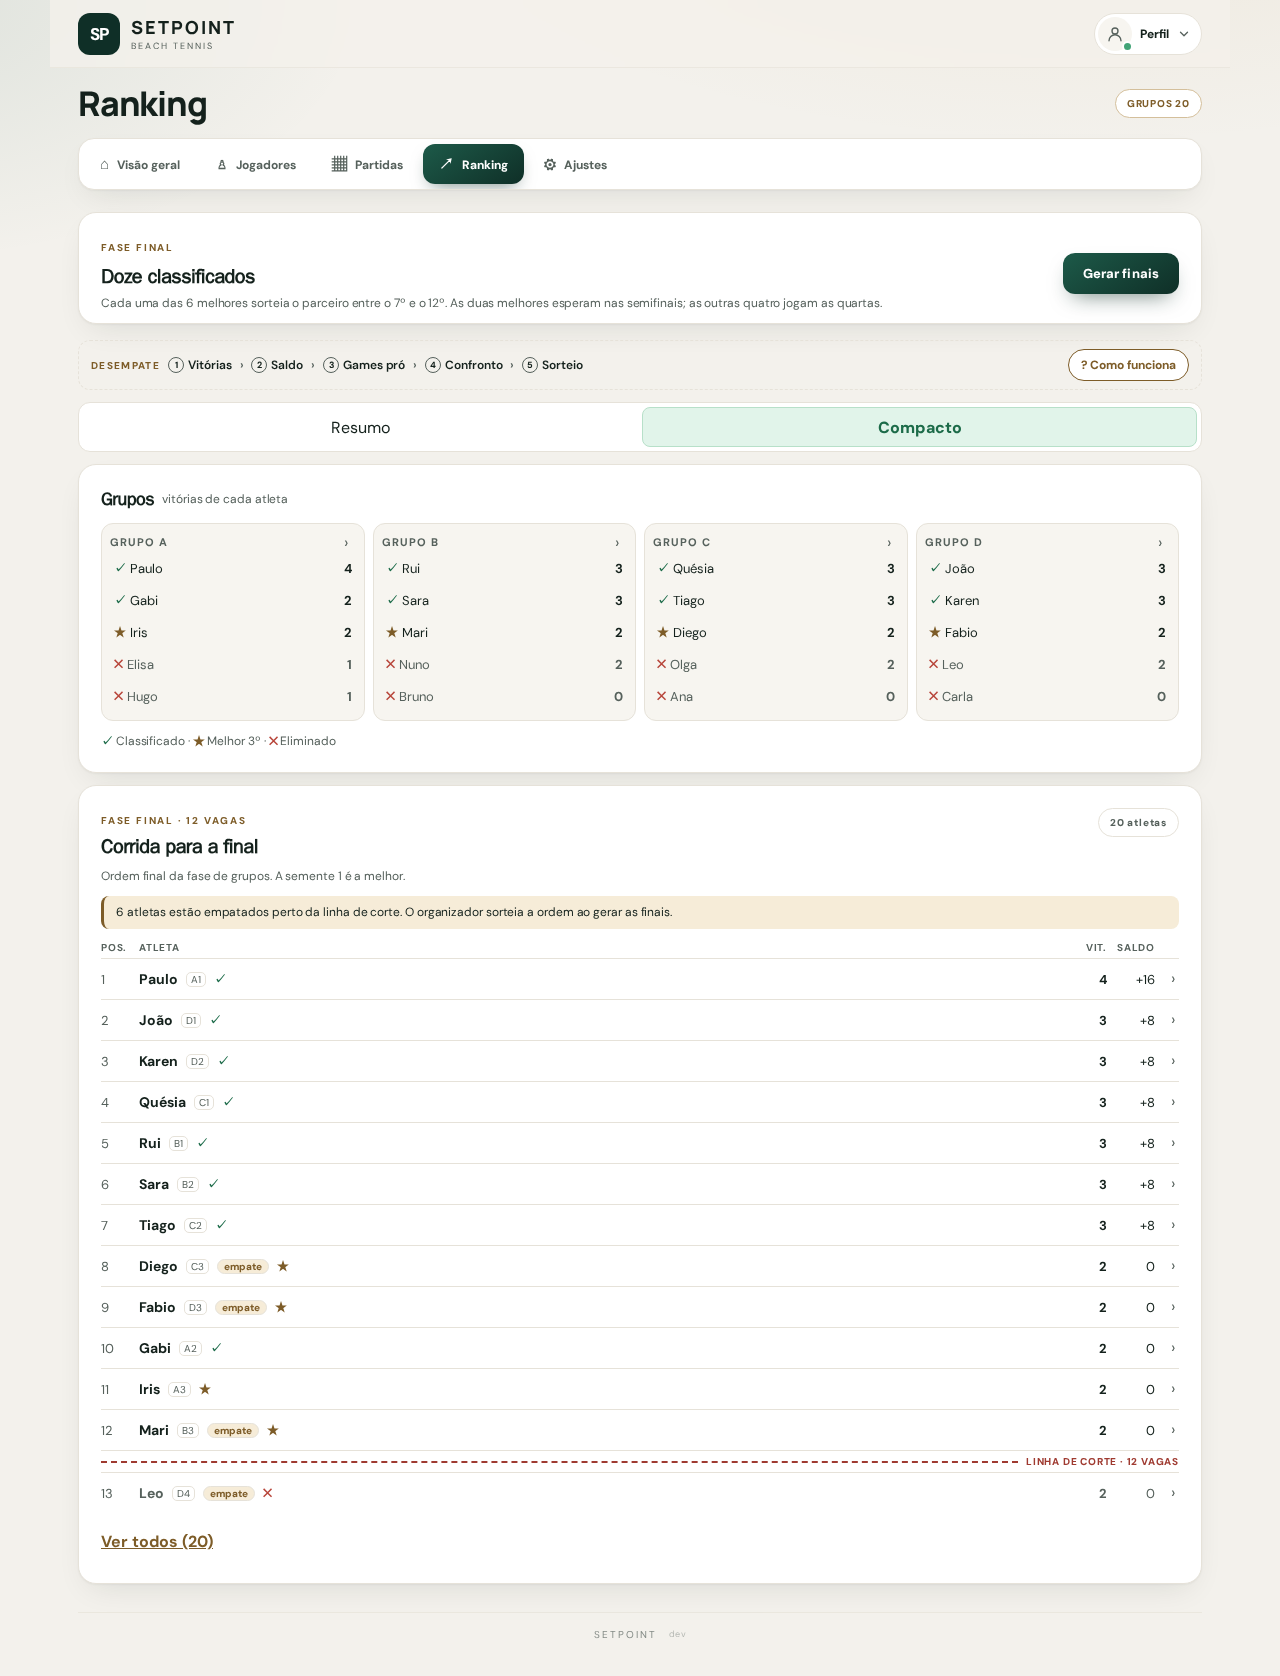 SP SETPOINT
BEACH TENNIS
Perfil
Ranking
GRUPOS 20
Visão geral Jogadores Partidas Ranking Ajustes
FASE FINAL
Doze classificados
Cada uma das 6 melhores sorteia o parceiro entre o 7º e o 12º. As duas melhores esperam nas semifinais; as outras quatro jogam as quartas.
Gerar finais
DESEMPATE 1 Vitórias › 2 Saldo › 3 Games pró › 4 Confronto › 5 Sorteio
? Como funciona
Resumo Compacto
Grupos vitórias de cada atleta
GRUPO A ›
✓ Paulo 4
✓ Gabi 2
★ Iris 2
✕ Elisa 1
✕ Hugo 1
GRUPO B ›
✓ Rui 3
✓ Sara 3
★ Mari 2
✕ Nuno 2
✕ Bruno 0
GRUPO C ›
✓ Quésia 3
✓ Tiago 3
★ Diego 2
✕ Olga 2
✕ Ana 0
GRUPO D ›
✓ João 3
✓ Karen 3
★ Fabio 2
✕ Leo 2
✕ Carla 0
✓ Classificado · ★ Melhor 3º · ✕ Eliminado
FASE FINAL · 12 VAGAS
20 atletas
Corrida para a final
Ordem final da fase de grupos. A semente 1 é a melhor.
6 atletas estão empatados perto da linha de corte. O organizador sorteia a ordem ao gerar as finais.
POS. ATLETA VIT. SALDO
1 Paulo A1 ✓ 4 +16 ›
2 João D1 ✓ 3 +8 ›
3 Karen D2 ✓ 3 +8 ›
4 Quésia C1 ✓ 3 +8 ›
5 Rui B1 ✓ 3 +8 ›
6 Sara B2 ✓ 3 +8 ›
7 Tiago C2 ✓ 3 +8 ›
8 Diego C3 empate ★ 2 0 ›
9 Fabio D3 empate ★ 2 0 ›
10 Gabi A2 ✓ 2 0 ›
11 Iris A3 ★ 2 0 ›
12 Mari B3 empate ★ 2 0 ›
LINHA DE CORTE · 12 VAGAS
13 Leo D4 empate ✕ 2 0 ›
Ver todos (20)
SETPOINT dev